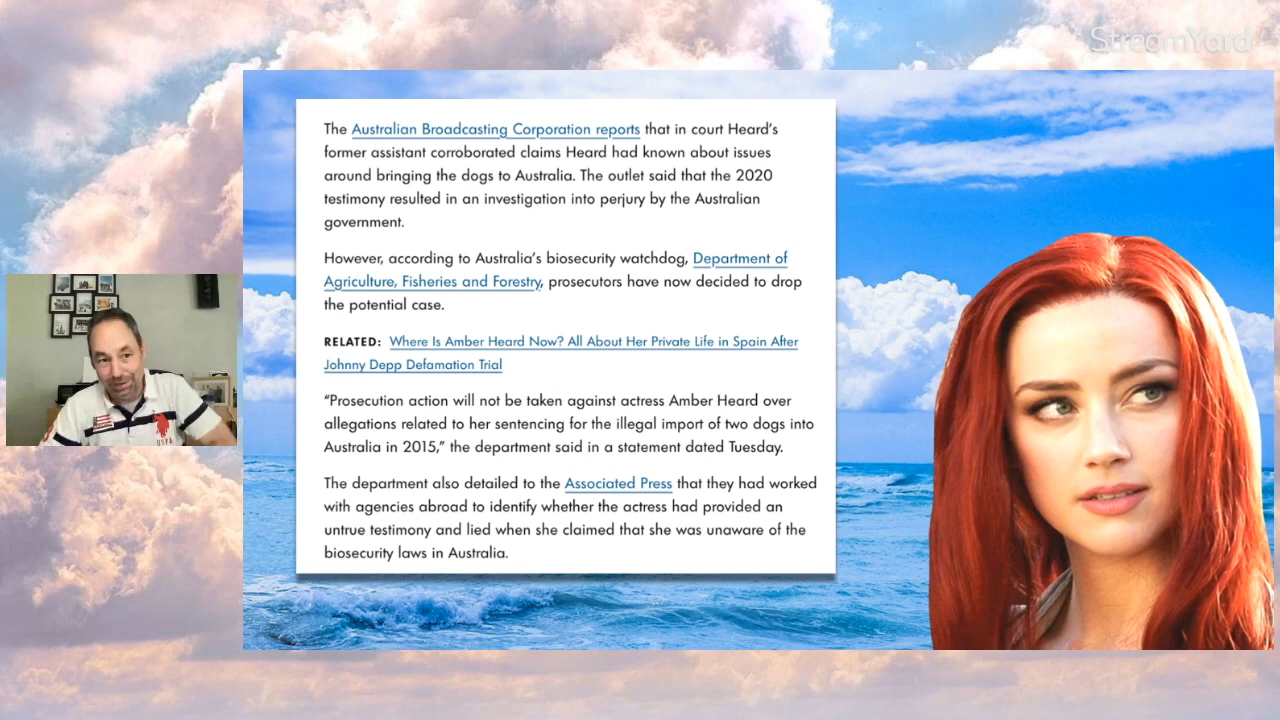 StreamYard
The Australian Broadcasting Corporation reports that in court Heard's
former assistant corroborated claims Heard had known about issues
around bringing the dogs to Australia. The outlet said that the 2020
testimony resulted in an investigation into perjury by the Australian
government.
However, according to Australia's biosecurity watchdog, Department of
Agriculture, Fisheries and Forestry, prosecutors have now decided to drop
the potential case.
RELATED: Where Is Amber Heard Now? All About Her Private Life in Spain After
Johnny Depp Defamation Trial
“Prosecution action will not be taken against actress Amber Heard over
allegations related to her sentencing for the illegal import of two dogs into
Australia in 2015,” the department said in a statement dated Tuesday.
The department also detailed to the Associated Press that they had worked
with agencies abroad to identify whether the actress had provided an
untrue testimony and lied when she claimed that she was unaware of the
biosecurity laws in Australia.
USPA